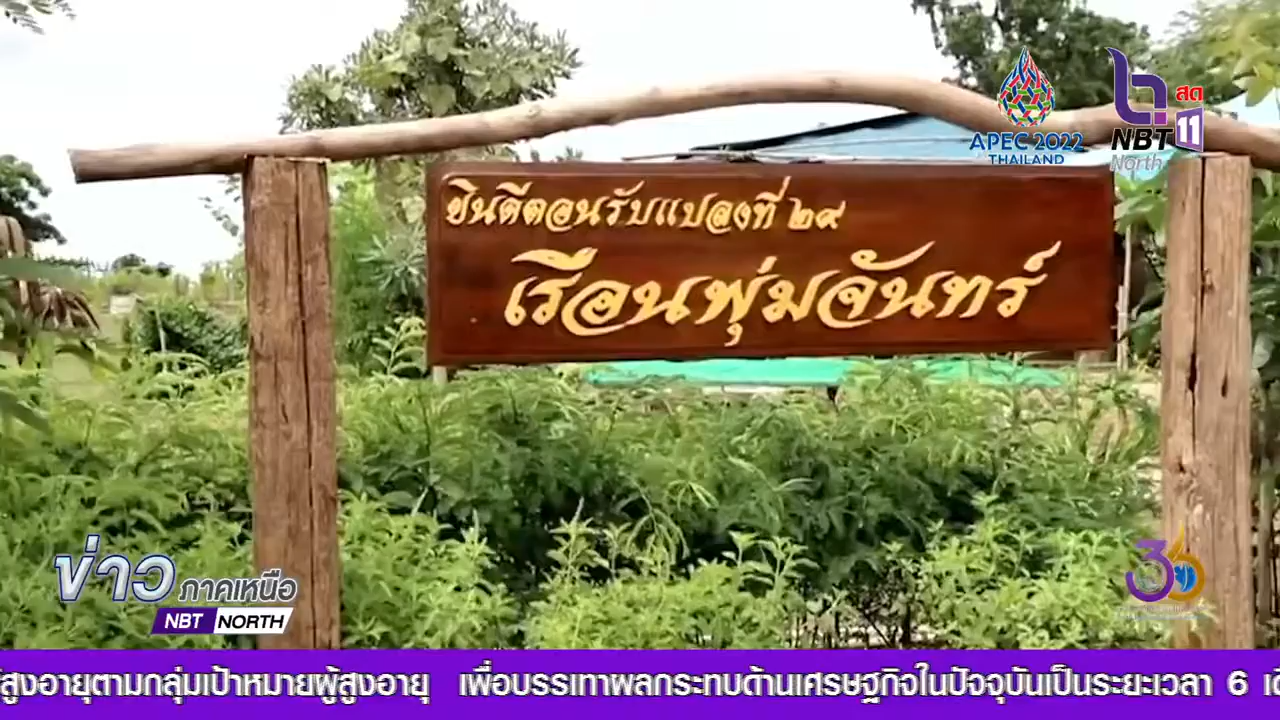 สด
NBT 11
North
APEC 2022
THAILAND
ยินดีตอนรับแปลงที่ ๒๙
เรือนพุ่มจันทร์
ข่าว ภาคเหนือ
NBT NORTH
36
สูงอายุตามกลุ่มเป้าหมายผู้สูงอายุ เพื่อบรรเทาผลกระทบด้านเศรษฐกิจในปัจจุบันเป็นระยะเวลา 6